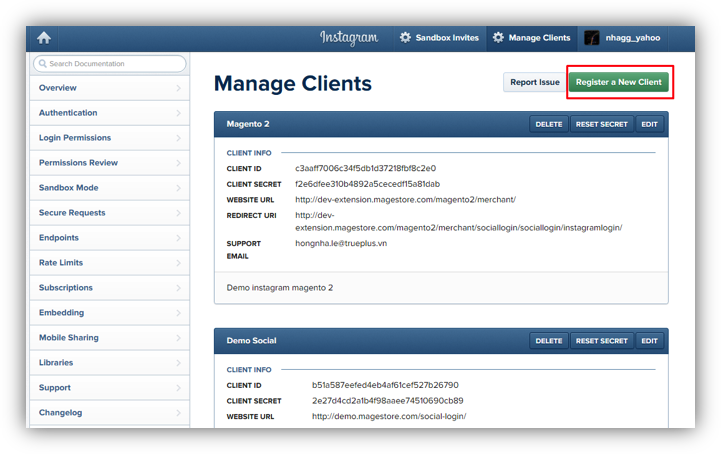 Instagram
Sandbox Invites
Manage Clients
nhagg_yahoo
Search Documentation
Overview
Authentication
Login Permissions
Permissions Review
Sandbox Mode
Secure Requests
Endpoints
Rate Limits
Subscriptions
Embedding
Mobile Sharing
Libraries
Support
Changelog
Manage Clients
Report Issue
Register a New Client
Magento 2
DELETE
RESET SECRET
EDIT
CLIENT INFO
CLIENT ID c3aaff7006c34f5db1d37218fbf8c2e0
CLIENT SECRET f2e6dfee310b4892a5cecedf15a81dab
WEBSITE URL http://dev-extension.magestore.com/magento2/merchant/
REDIRECT URI http://dev-
extension.magestore.com/magento2/merchant/sociallogin/sociallogin/instagramlogin/
SUPPORT hongnha.le@trueplus.vn
EMAIL
Demo instagram magento 2
Demo Social
DELETE
RESET SECRET
EDIT
CLIENT INFO
CLIENT ID b51a587eefed4eb4af61cef527b26790
CLIENT SECRET 2e27d4cd2a1b4f98aaee74510690cb89
WEBSITE URL http://demo.magestore.com/social-login/